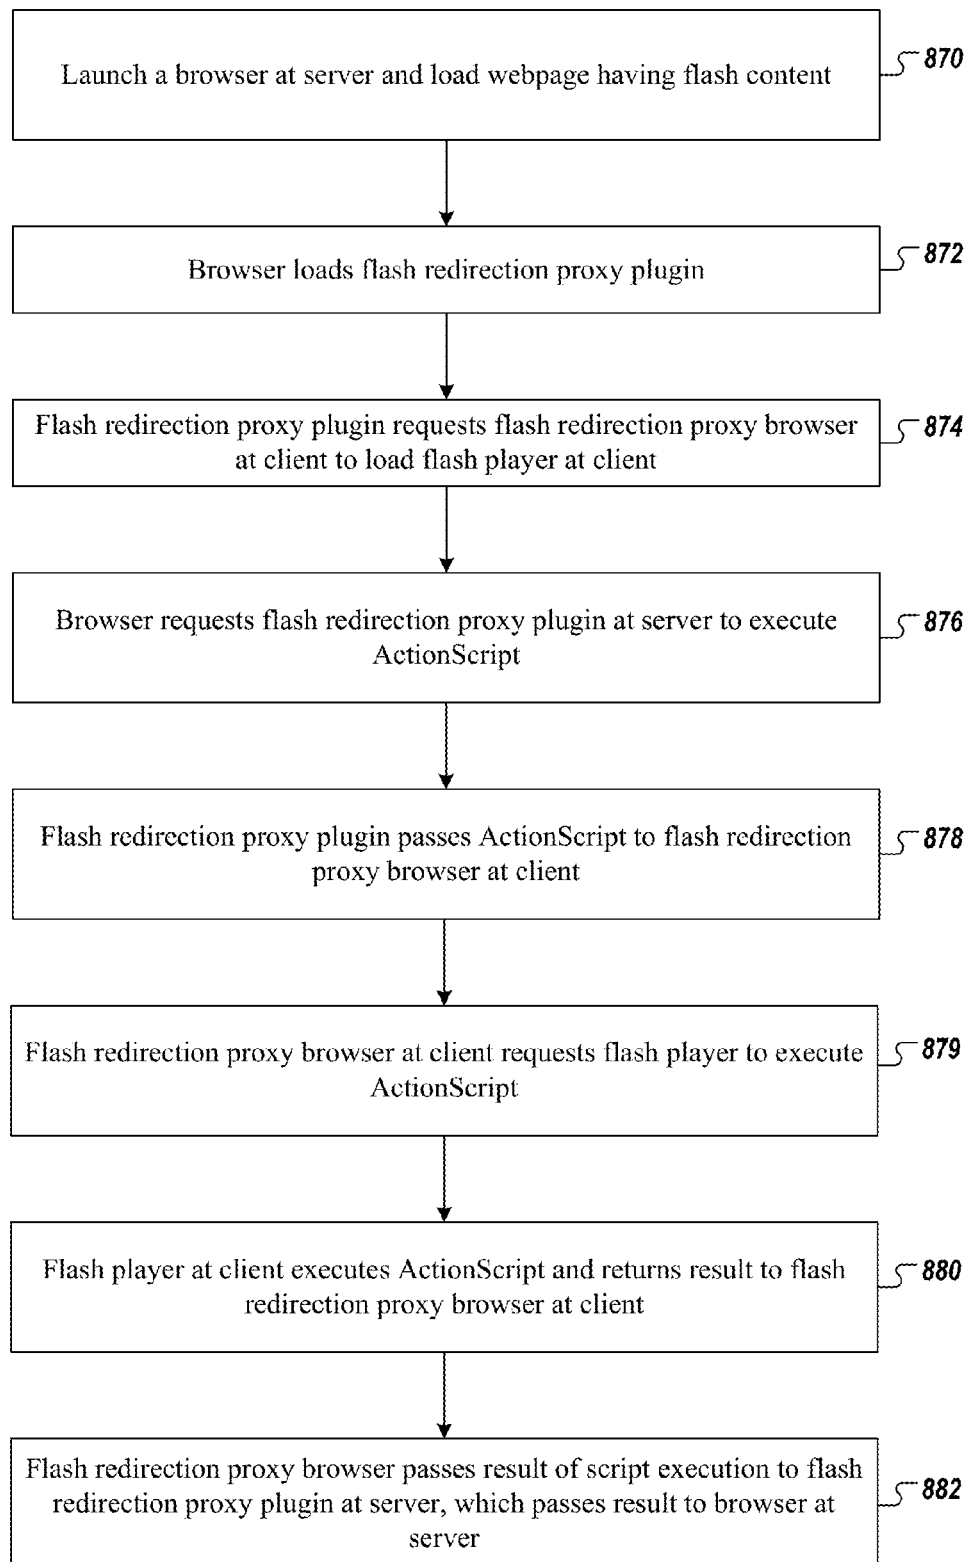 Launch a browser at server and load webpage having flash content
870
Browser loads flash redirection proxy plugin
872
Flash redirection proxy plugin requests flash redirection proxy browser
at client to load flash player at client
874
Browser requests flash redirection proxy plugin at server to execute
ActionScript
876
Flash redirection proxy plugin passes ActionScript to flash redirection
proxy browser at client
878
Flash redirection proxy browser at client requests flash player to execute
ActionScript
879
Flash player at client executes ActionScript and returns result to flash
redirection proxy browser at client
880
Flash redirection proxy browser passes result of script execution to flash
redirection proxy plugin at server, which passes result to browser at
server
882